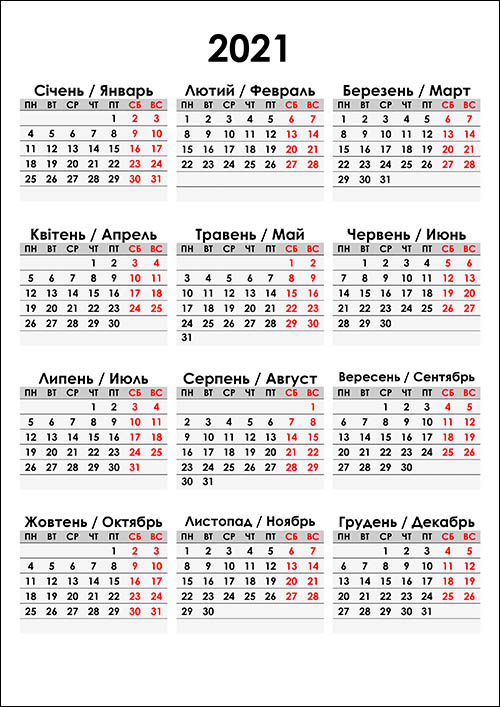 2021
Січень / Январь
ПН ВТ СР ЧТ ПТ СБ ВС
1 2 3
4 5 6 7 8 9 10
11 12 13 14 15 16 17
18 19 20 21 22 23 24
25 26 27 28 29 30 31
Лютий / Февраль
ПН ВТ СР ЧТ ПТ СБ ВС
1 2 3 4 5 6 7
8 9 10 11 12 13 14
15 16 17 18 19 20 21
22 23 24 25 26 27 28
Березень / Март
ПН ВТ СР ЧТ ПТ СБ ВС
1 2 3 4 5 6 7
8 9 10 11 12 13 14
15 16 17 18 19 20 21
22 23 24 25 26 27 28
29 30 31
Квітень / Апрель
ПН ВТ СР ЧТ ПТ СБ ВС
1 2 3 4
5 6 7 8 9 10 11
12 13 14 15 16 17 18
19 20 21 22 23 24 25
26 27 28 29 30
Травень / Май
ПН ВТ СР ЧТ ПТ СБ ВС
1 2
3 4 5 6 7 8 9
10 11 12 13 14 15 16
17 18 19 20 21 22 23
24 25 26 27 28 29 30
31
Червень / Июнь
ПН ВТ СР ЧТ ПТ СБ ВС
1 2 3 4 5 6
7 8 9 10 11 12 13
14 15 16 17 18 19 20
21 22 23 24 25 26 27
28 29 30
Липень / Июль
ПН ВТ СР ЧТ ПТ СБ ВС
1 2 3 4
5 6 7 8 9 10 11
12 13 14 15 16 17 18
19 20 21 22 23 24 25
26 27 28 29 30 31
Серпень / Август
ПН ВТ СР ЧТ ПТ СБ ВС
1
2 3 4 5 6 7 8
9 10 11 12 13 14 15
16 17 18 19 20 21 22
23 24 25 26 27 28 29
30 31
Вересень / Сентябрь
ПН ВТ СР ЧТ ПТ СБ ВС
1 2 3 4 5
6 7 8 9 10 11 12
13 14 15 16 17 18 19
20 21 22 23 24 25 26
27 28 29 30
Жовтень / Октябрь
ПН ВТ СР ЧТ ПТ СБ ВС
1 2 3
4 5 6 7 8 9 10
11 12 13 14 15 16 17
18 19 20 21 22 23 24
25 26 27 28 29 30 31
Листопад / Ноябрь
ПН ВТ СР ЧТ ПТ СБ ВС
1 2 3 4 5 6 7
8 9 10 11 12 13 14
15 16 17 18 19 20 21
22 23 24 25 26 27 28
29 30
Грудень / Декабрь
ПН ВТ СР ЧТ ПТ СБ ВС
1 2 3 4 5
6 7 8 9 10 11 12
13 14 15 16 17 18 19
20 21 22 23 24 25 26
27 28 29 30 31